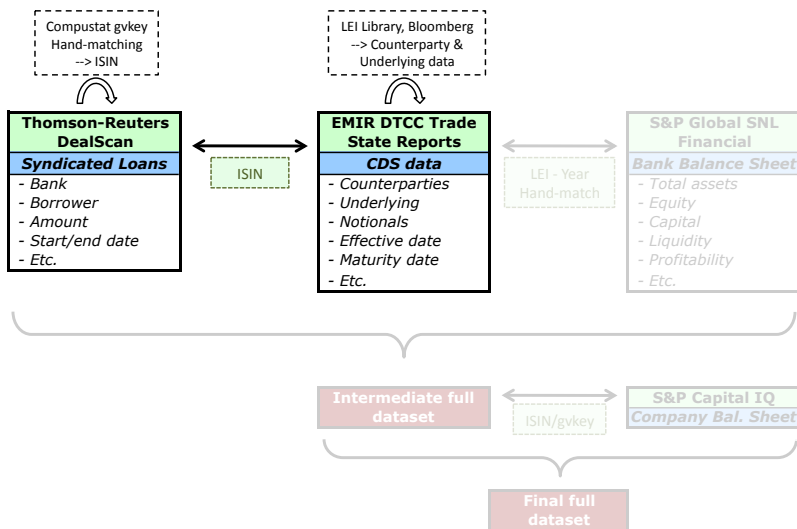 Compustat gvkey
Hand-matching
--> ISIN
LEI Library, Bloomberg
--> Counterparty &
Underlying data
Thomson-Reuters
DealScan
Syndicated Loans
- Bank
- Borrower
- Amount
- Start/end date
- Etc.
ISIN
EMIR DTCC Trade
State Reports
CDS data
- Counterparties
- Underlying
- Notionals
- Effective date
- Maturity date
- Etc.
LEI - Year
Hand-match
S&P Global SNL
Financial
Bank Balance Sheet
- Total assets
- Equity
- Capital
- Liquidity
- Profitability
- Etc.
Intermediate full
dataset
ISIN/gvkey
S&P Capital IQ
Company Bal. Sheet
Final full
dataset